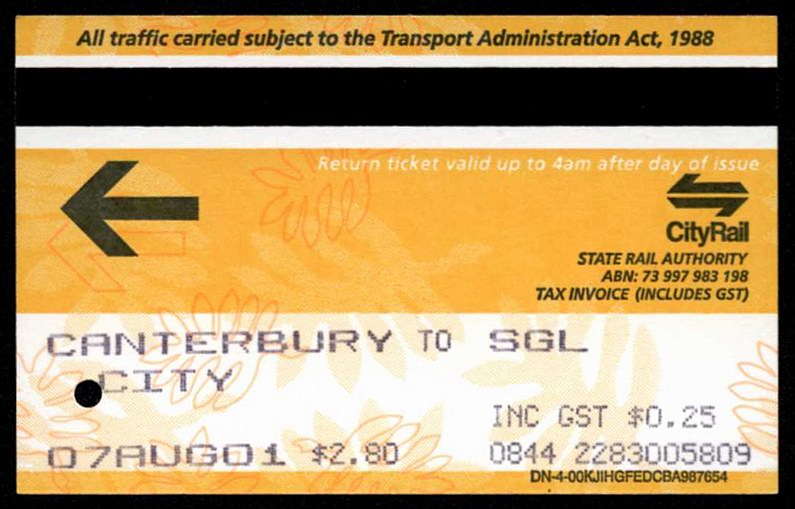 All traffic carried subject to the Transport Administration Act, 1988
Return ticket valid up to 4am after day of issue
CityRail
STATE RAIL AUTHORITY
ABN: 73 997 983 198
TAX INVOICE (INCLUDES GST)
CANTERBURY TO SGL
CITY
INC GST $0.25
07AUG01 $2.80 0844 2283005809
DN-4-00KJIHGFEDCBA987654